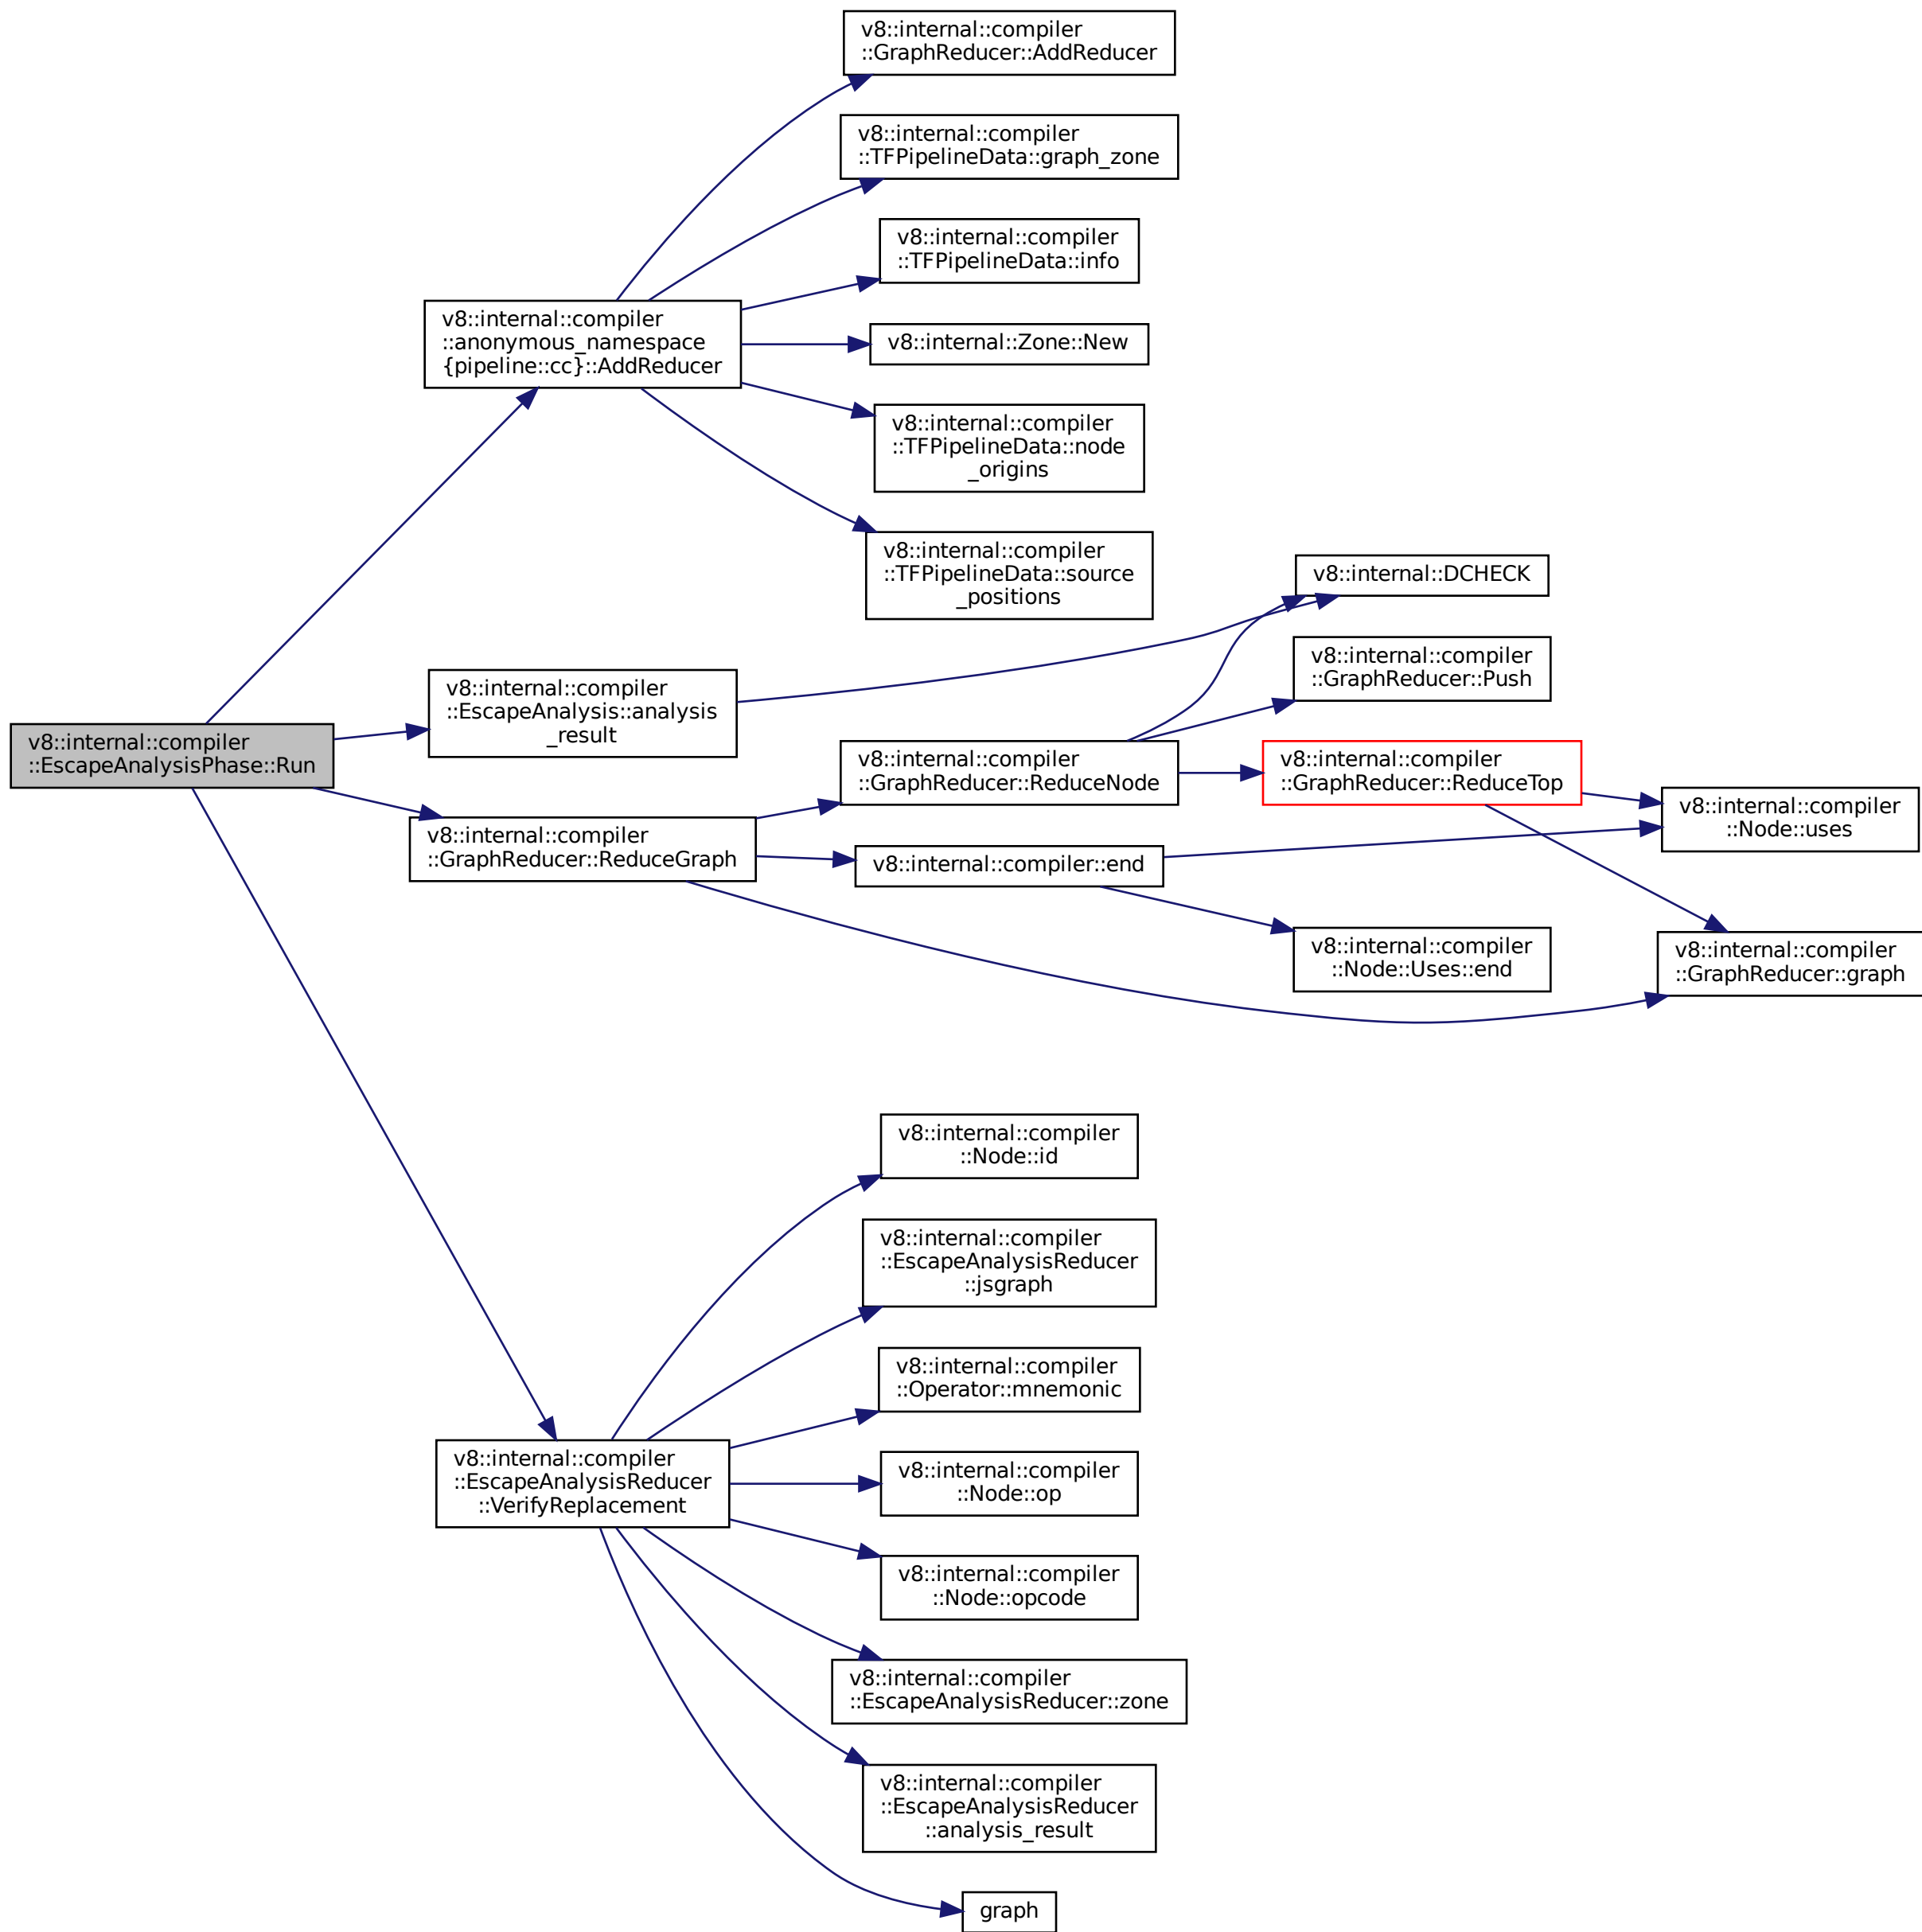 v8::internal::compiler
::GraphReducer::AddReducer
v8::internal::compiler
::TFPipelineData::graph_zone
v8::internal::compiler
::TFPipelineData::info
v8::internal::compiler
::anonymous_namespace
{pipeline::cc}::AddReducer
v8::internal::Zone::New
v8::internal::compiler
::TFPipelineData::node
_origins
v8::internal::compiler
::TFPipelineData::source
_positions
v8::internal::DCHECK
v8::internal::compiler
::GraphReducer::Push
v8::internal::compiler
::EscapeAnalysis::analysis
_result
v8::internal::compiler
::EscapeAnalysisPhase::Run
v8::internal::compiler
::GraphReducer::ReduceNode
v8::internal::compiler
::GraphReducer::ReduceTop
v8::internal::compiler
::Node::uses
v8::internal::compiler
::GraphReducer::ReduceGraph
v8::internal::compiler::end
v8::internal::compiler
::Node::Uses::end
v8::internal::compiler
::GraphReducer::graph
v8::internal::compiler
::Node::id
v8::internal::compiler
::EscapeAnalysisReducer
::jsgraph
v8::internal::compiler
::Operator::mnemonic
v8::internal::compiler
::EscapeAnalysisReducer
::VerifyReplacement
v8::internal::compiler
::Node::op
v8::internal::compiler
::Node::opcode
v8::internal::compiler
::EscapeAnalysisReducer::zone
v8::internal::compiler
::EscapeAnalysisReducer
::analysis_result
graph